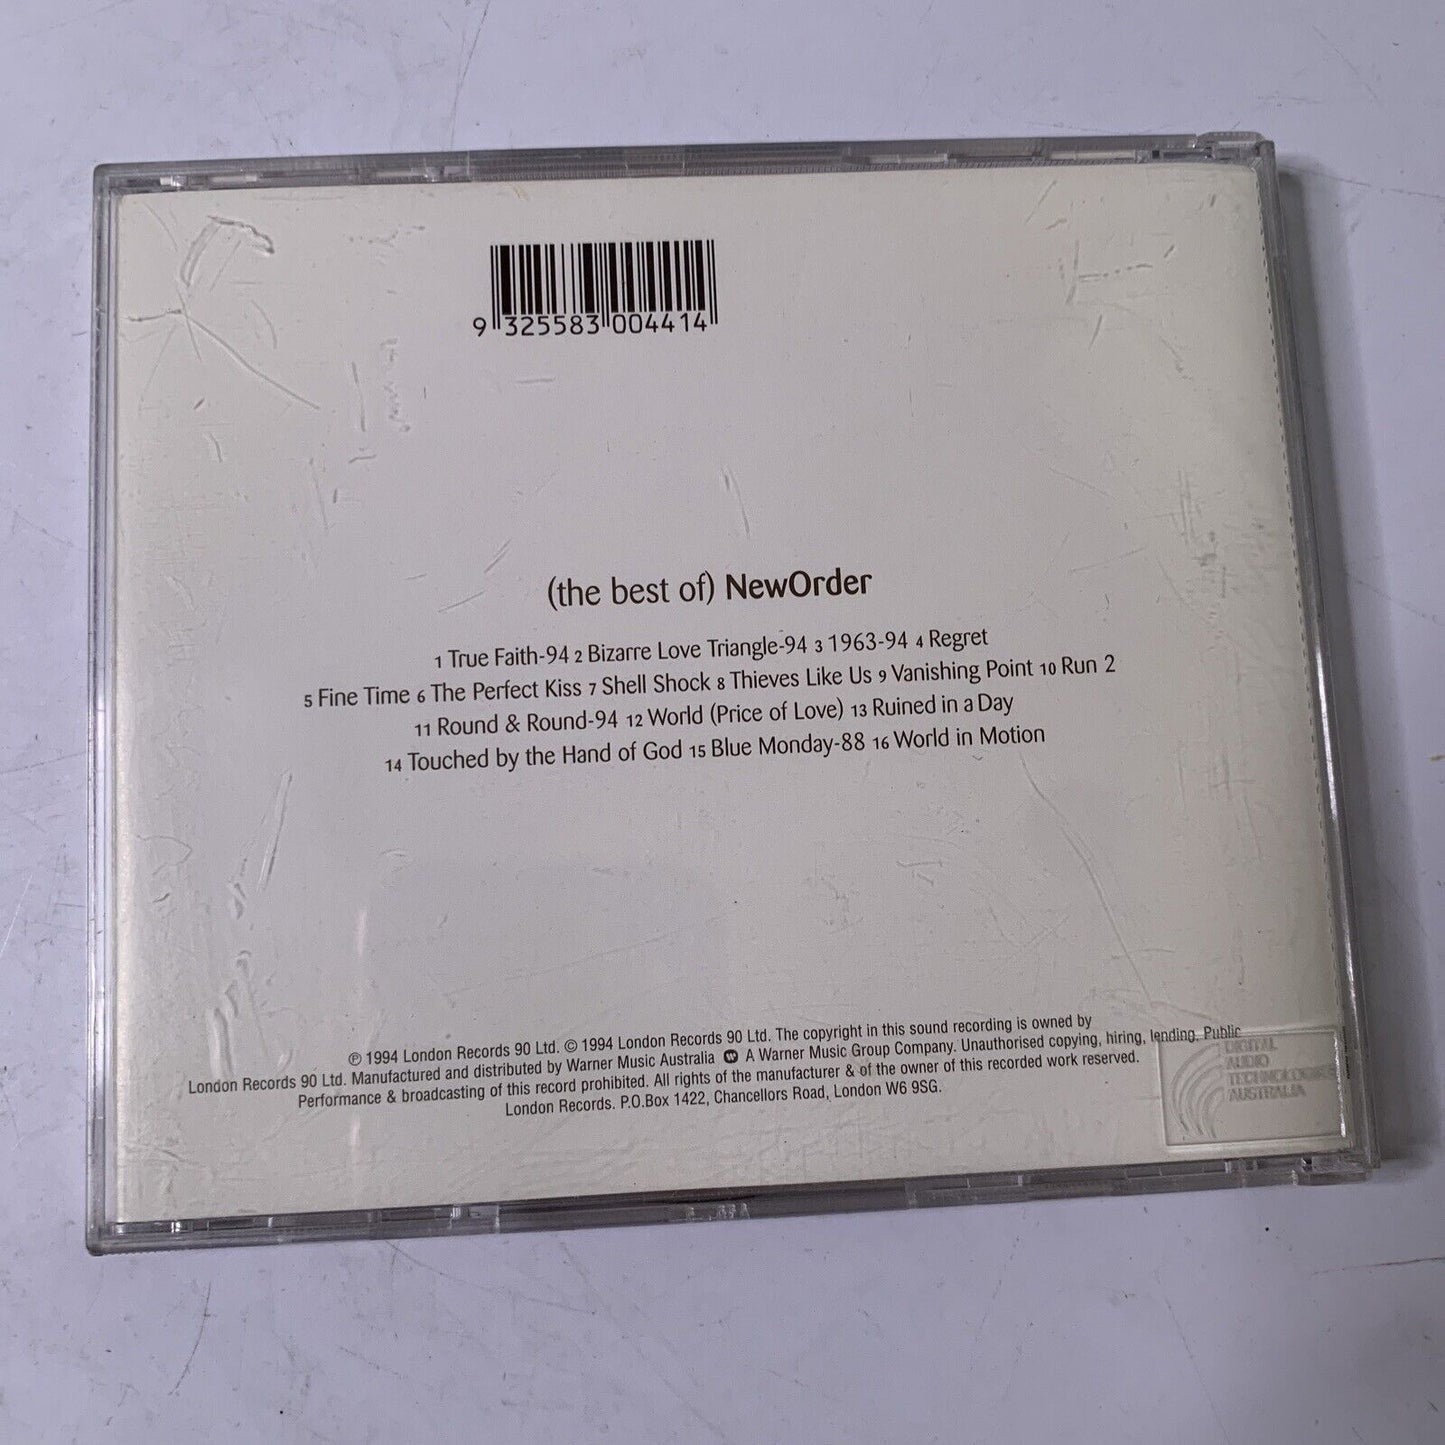 9 325583 004414
(the best of) NewOrder
1 True Faith-94 2 Bizarre Love Triangle-94 3 1963-94 4 Regret
5 Fine Time 6 The Perfect Kiss 7 Shell Shock 8 Thieves Like Us 9 Vanishing Point 10 Run 2
11 Round & Round-94 12 World (Price of Love) 13 Ruined in a Day
14 Touched by the Hand of God 15 Blue Monday-88 16 World in Motion
℗ 1994 London Records 90 Ltd. © 1994 London Records 90 Ltd. The copyright in this sound recording is owned by
London Records 90 Ltd. Manufactured and distributed by Warner Music Australia A Warner Music Group Company. Unauthorised copying, hiring, lending, Public
Performance & broadcasting of this record prohibited. All rights of the manufacturer & of the owner of this recorded work reserved.
London Records. P.O.Box 1422, Chancellors Road, London W6 9SG.
DIGITAL
AUDIO
TECHNOLOGIES
AUSTRALIA